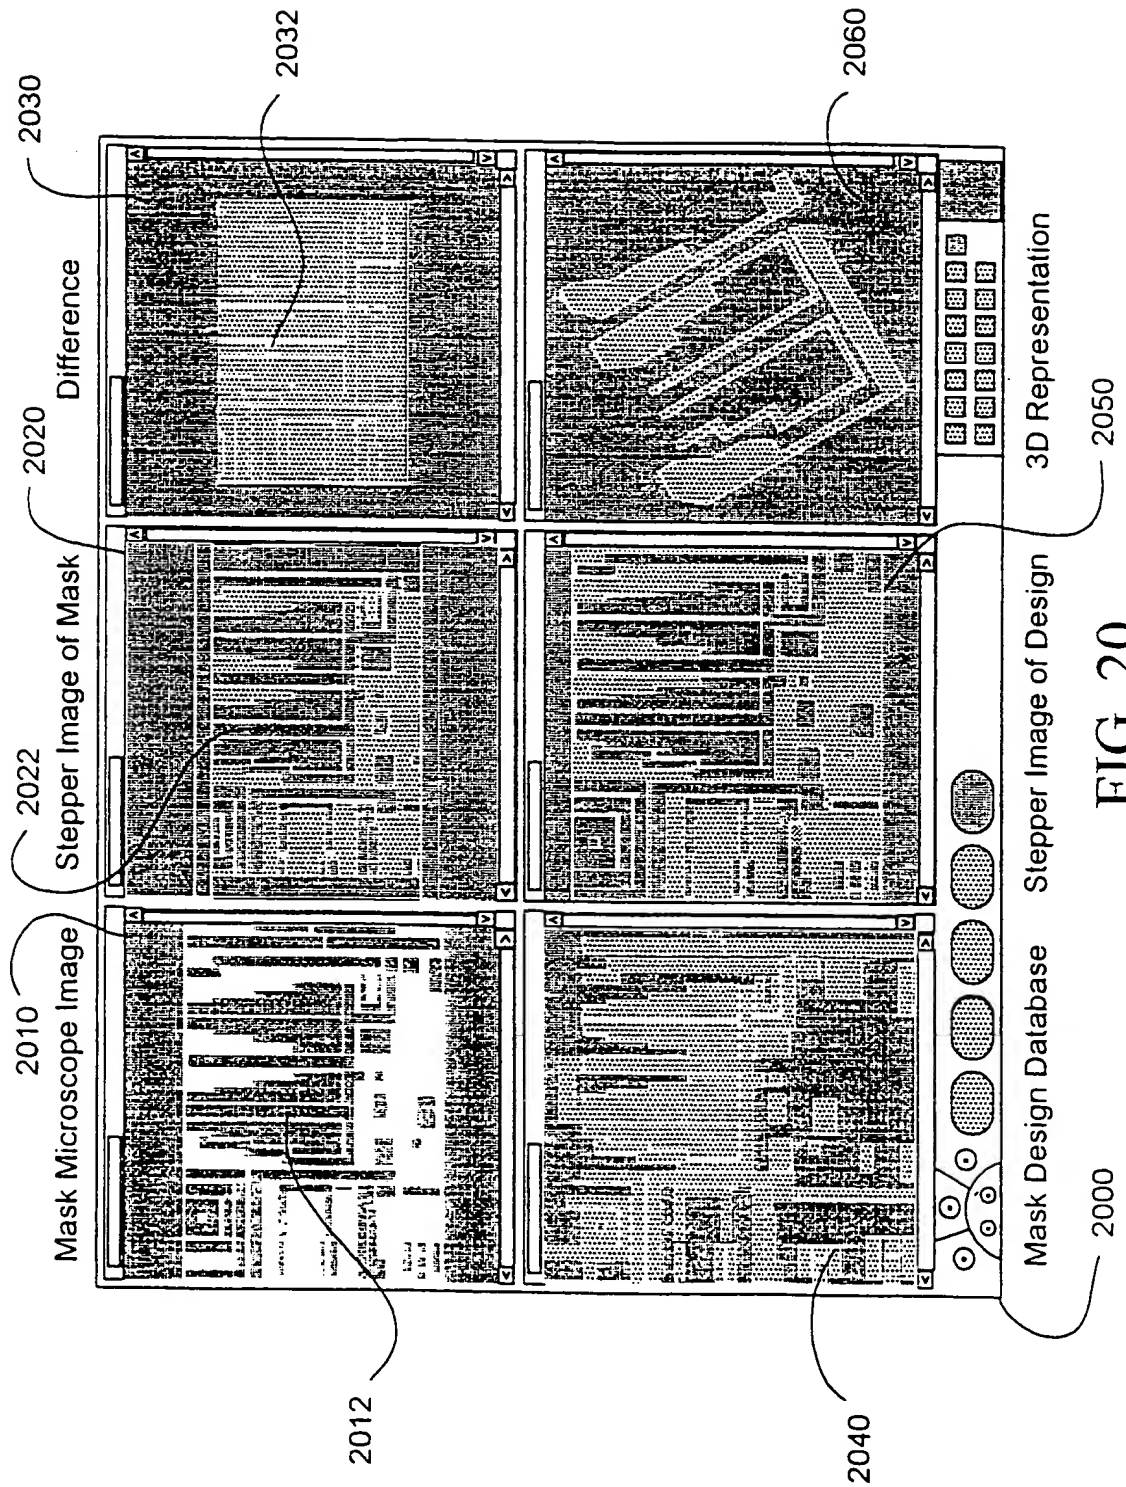 2010
Mask Microscope Image
2022
Stepper Image of Mask
2020
Difference
2030
2032
2012
2040
2060
2000
Mask Design Database
Stepper Image of Design
2050
3D Representation
FIG. 20